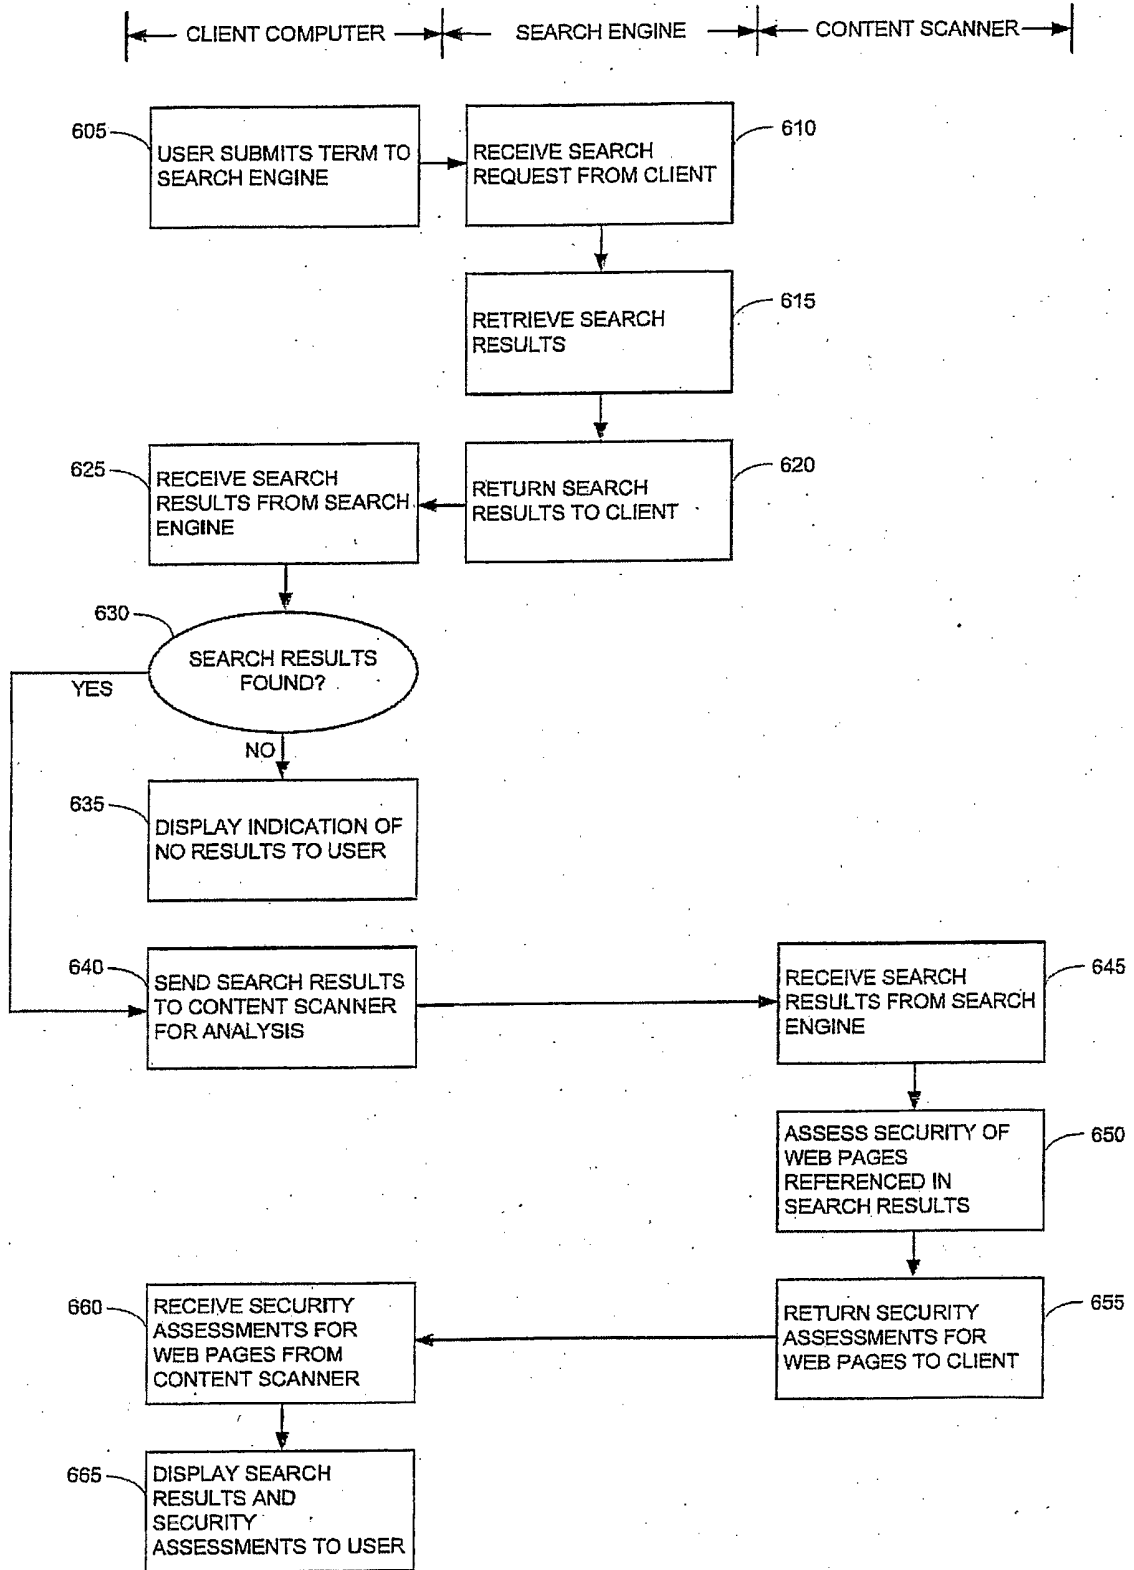 CLIENT COMPUTER SEARCH ENGINE CONTENT SCANNER
605
USER SUBMITS TERM TO
SEARCH ENGINE
610
RECEIVE SEARCH
REQUEST FROM CLIENT
615
RETRIEVE SEARCH
RESULTS
620
RETURN SEARCH
RESULTS TO CLIENT
625
RECEIVE SEARCH
RESULTS FROM SEARCH
ENGINE
630
SEARCH RESULTS
FOUND?
YES
NO
635
DISPLAY INDICATION OF
NO RESULTS TO USER
640
SEND SEARCH RESULTS
TO CONTENT SCANNER
FOR ANALYSIS
645
RECEIVE SEARCH
RESULTS FROM SEARCH
ENGINE
650
ASSESS SECURITY OF
WEB PAGES
REFERENCED IN
SEARCH RESULTS
655
RETURN SECURITY
ASSESSMENTS FOR
WEB PAGES TO CLIENT
660
RECEIVE SECURITY
ASSESSMENTS FOR
WEB PAGES FROM
CONTENT SCANNER
665
DISPLAY SEARCH
RESULTS AND
SECURITY
ASSESSMENTS TO USER